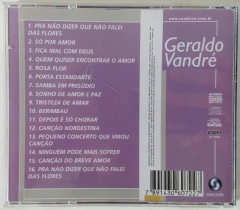 Geraldo
Vandré
1. PRA NÃO DIZER QUE NÃO FALEI
DAS FLORES
2. SÓ POR AMOR
3. FICA MAL COM DEUS
4. QUEM QUISER ENCONTRAR O AMOR
5. ROSA FLOR
6. PORTA ESTANDARTE
7. SAMBA EM PRELÚDIO
8. SONHO DE AMOR E PAZ
9. TRISTEZA DE AMAR
10. BERIMBAU
11. DEPOIS É SÓ CHORAR
12. CANÇÃO NORDESTINA
13. PEQUENO CONCERTO QUE VIROU
CANÇÃO
14. NINGUÉM PODE MAIS SOFRER
15. CANÇÃO DO BREVE AMOR
16. PRA NÃO DIZER QUE NÃO FALEI
DAS FLORES